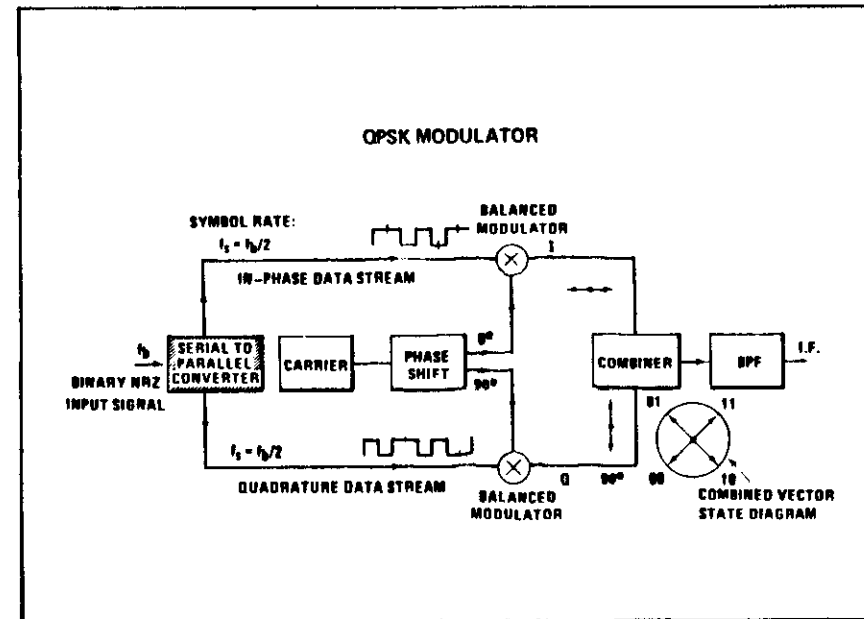 QPSK MODULATOR
SYMBOL RATE:
fs = fb/2
IN-PHASE DATA STREAM
BALANCED
MODULATOR
I
fb
BINARY NRZ
INPUT SIGNAL
SERIAL TO
PARALLEL
CONVERTER
CARRIER
PHASE
SHIFT
0°
90°
COMBINER
BPF
I.F.
01
11
00
10
COMBINED VECTOR
STATE DIAGRAM
fs = fb/2
QUADRATURE DATA STREAM
BALANCED
MODULATOR
Q
90°